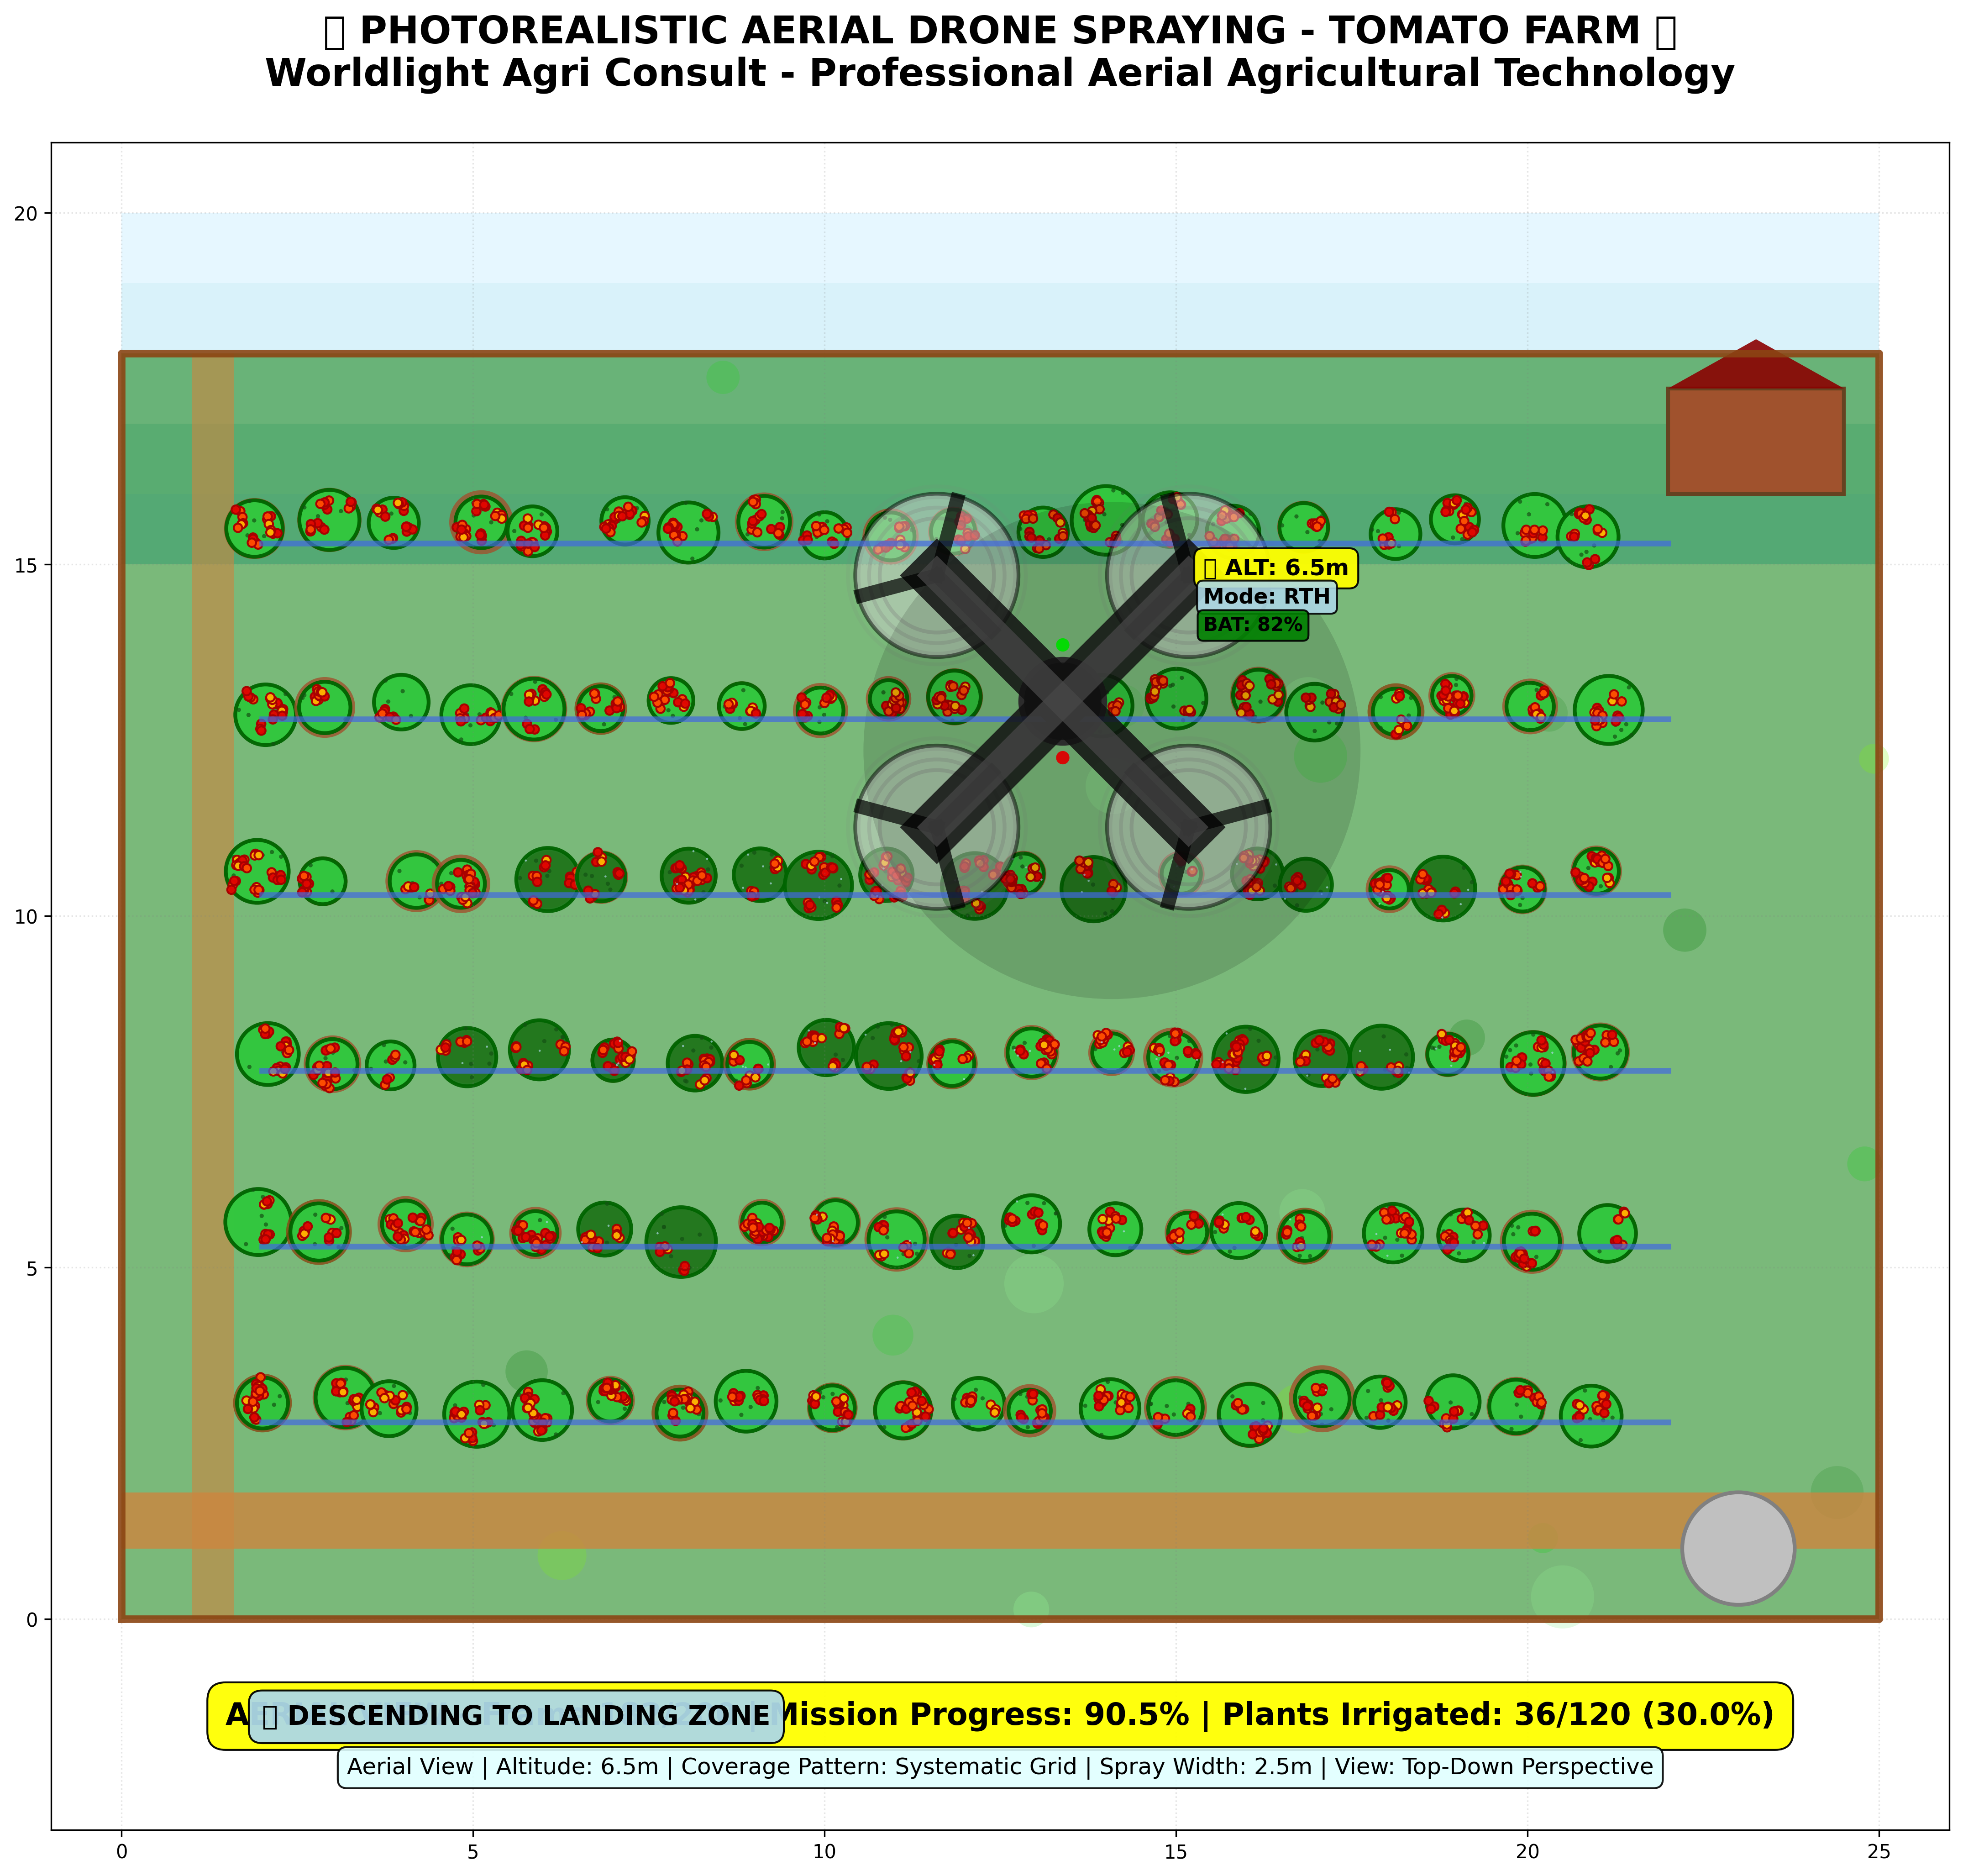 PHOTOREALISTIC AERIAL DRONE SPRAYING - TOMATO FARM
Worldlight Agri Consult - Professional Aerial Agricultural Technology
20
15
10
5
0
ALT: 6.5m
Mode: RTH
BAT: 82%
DESCENDING TO LANDING ZONE
Mission Progress: 90.5% | Plants Irrigated: 36/120 (30.0%)
Aerial View | Altitude: 6.5m | Coverage Pattern: Systematic Grid | Spray Width: 2.5m | View: Top-Down Perspective
0 5 10 15 20 25